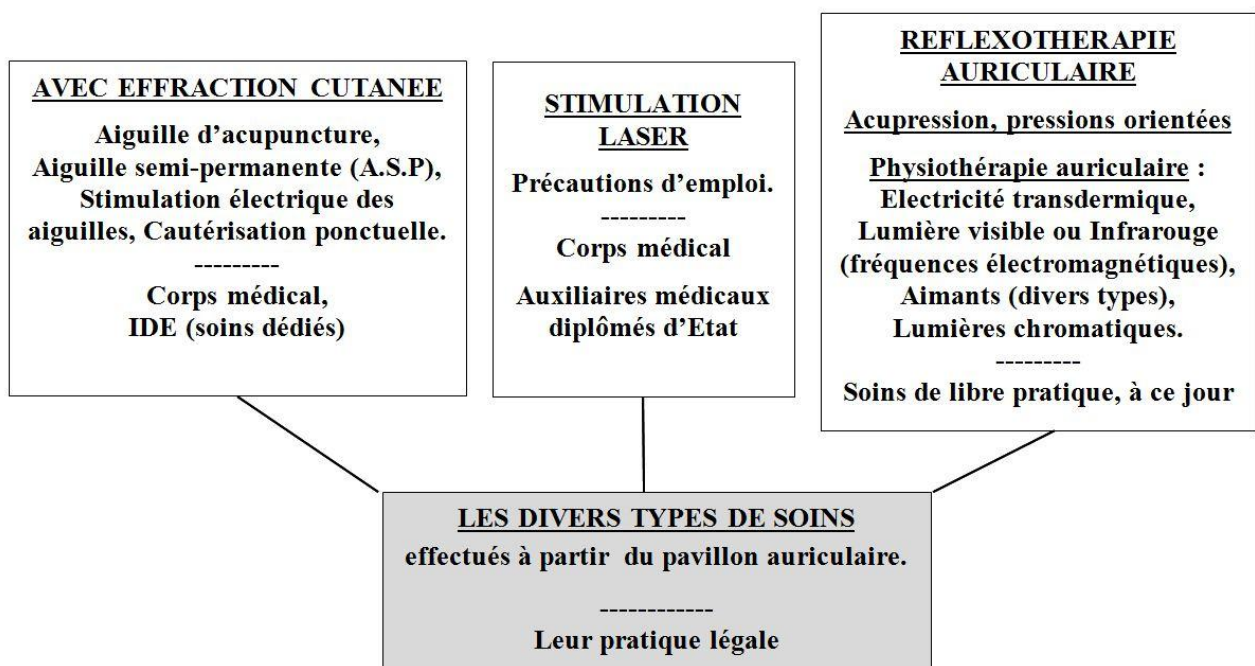 AVEC EFFRACTION CUTANEE
Aiguille d’acupuncture,
Aiguille semi-permanente (A.S.P),
Stimulation électrique des
aiguilles, Cautérisation ponctuelle.
---------
Corps médical,
IDE (soins dédiés)
STIMULATION
LASER
Précautions d’emploi.
---------
Corps médical
Auxiliaires médicaux
diplômés d’Etat
REFLEXOTHERAPIE
AURICULAIRE
Acupression, pressions orientées
Physiothérapie auriculaire :
Electricité transdermique,
Lumière visible ou Infrarouge
(fréquences électromagnétiques),
Aimants (divers types),
Lumières chromatiques.
---------
Soins de libre pratique, à ce jour
LES DIVERS TYPES DE SOINS
effectués à partir du pavillon auriculaire.
------------
Leur pratique légale